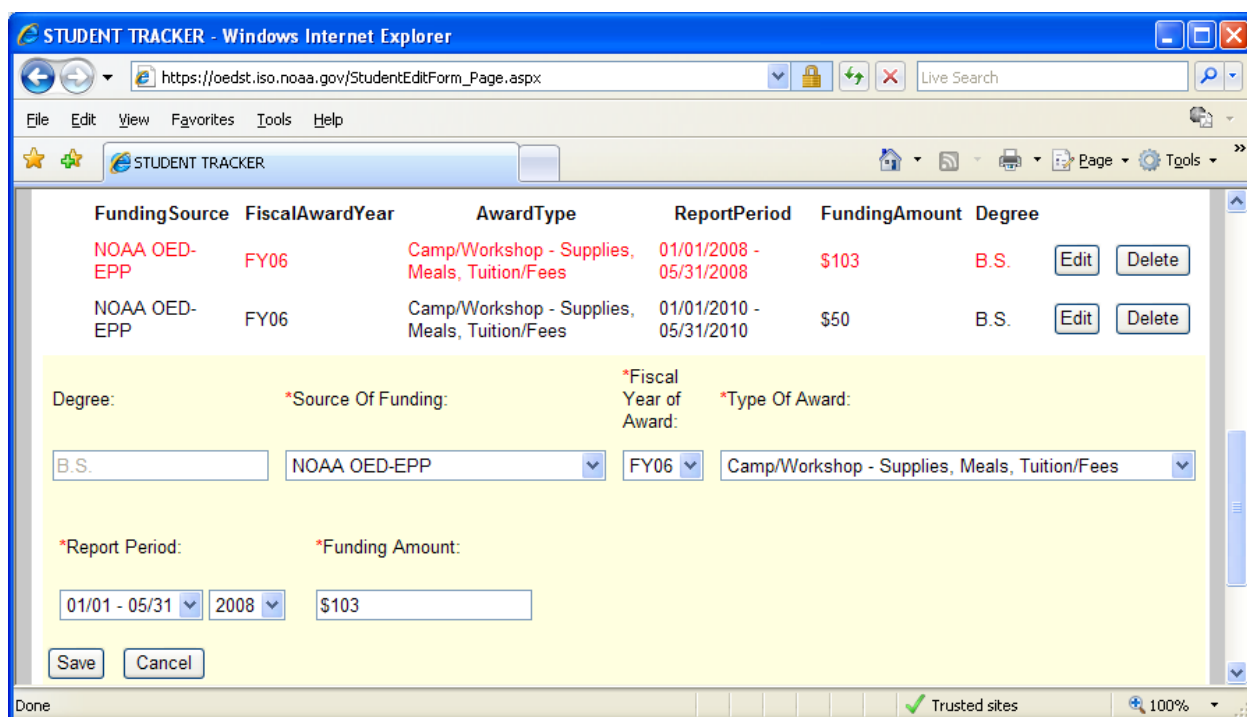 STUDENT TRACKER - Windows Internet Explorer
https://oedst.iso.noaa.gov/StudentEditForm_Page.aspx
Live Search
File Edit View Favorites Tools Help
STUDENT TRACKER
Page Tools
FundingSource FiscalAwardYear AwardType ReportPeriod FundingAmount Degree
NOAA OED- Camp/Workshop - Supplies, 01/01/2008 -
EPP FY06 Meals, Tuition/Fees 05/31/2008 $103 B.S. Edit Delete
NOAA OED- Camp/Workshop - Supplies, 01/01/2010 -
EPP FY06 Meals, Tuition/Fees 05/31/2010 $50 B.S. Edit Delete
*Fiscal
Degree: *Source Of Funding: Year of *Type Of Award:
Award:
B.S. NOAA OED-EPP FY06 Camp/Workshop - Supplies, Meals, Tuition/Fees
*Report Period: *Funding Amount:
01/01 - 05/31 2008 $103
Save Cancel
Done Trusted sites 100%